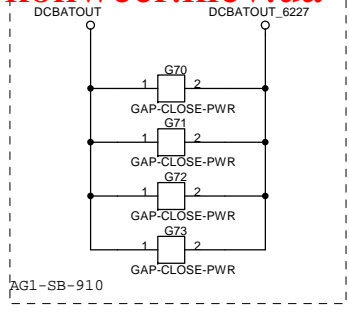 DCBATOUT DCBATOUT_6227
G70
1 2
GAP-CLOSE-PWR
G71
1 2
GAP-CLOSE-PWR
G72
1 2
GAP-CLOSE-PWR
G73
1 2
GAP-CLOSE-PWR
AG1-SB-910